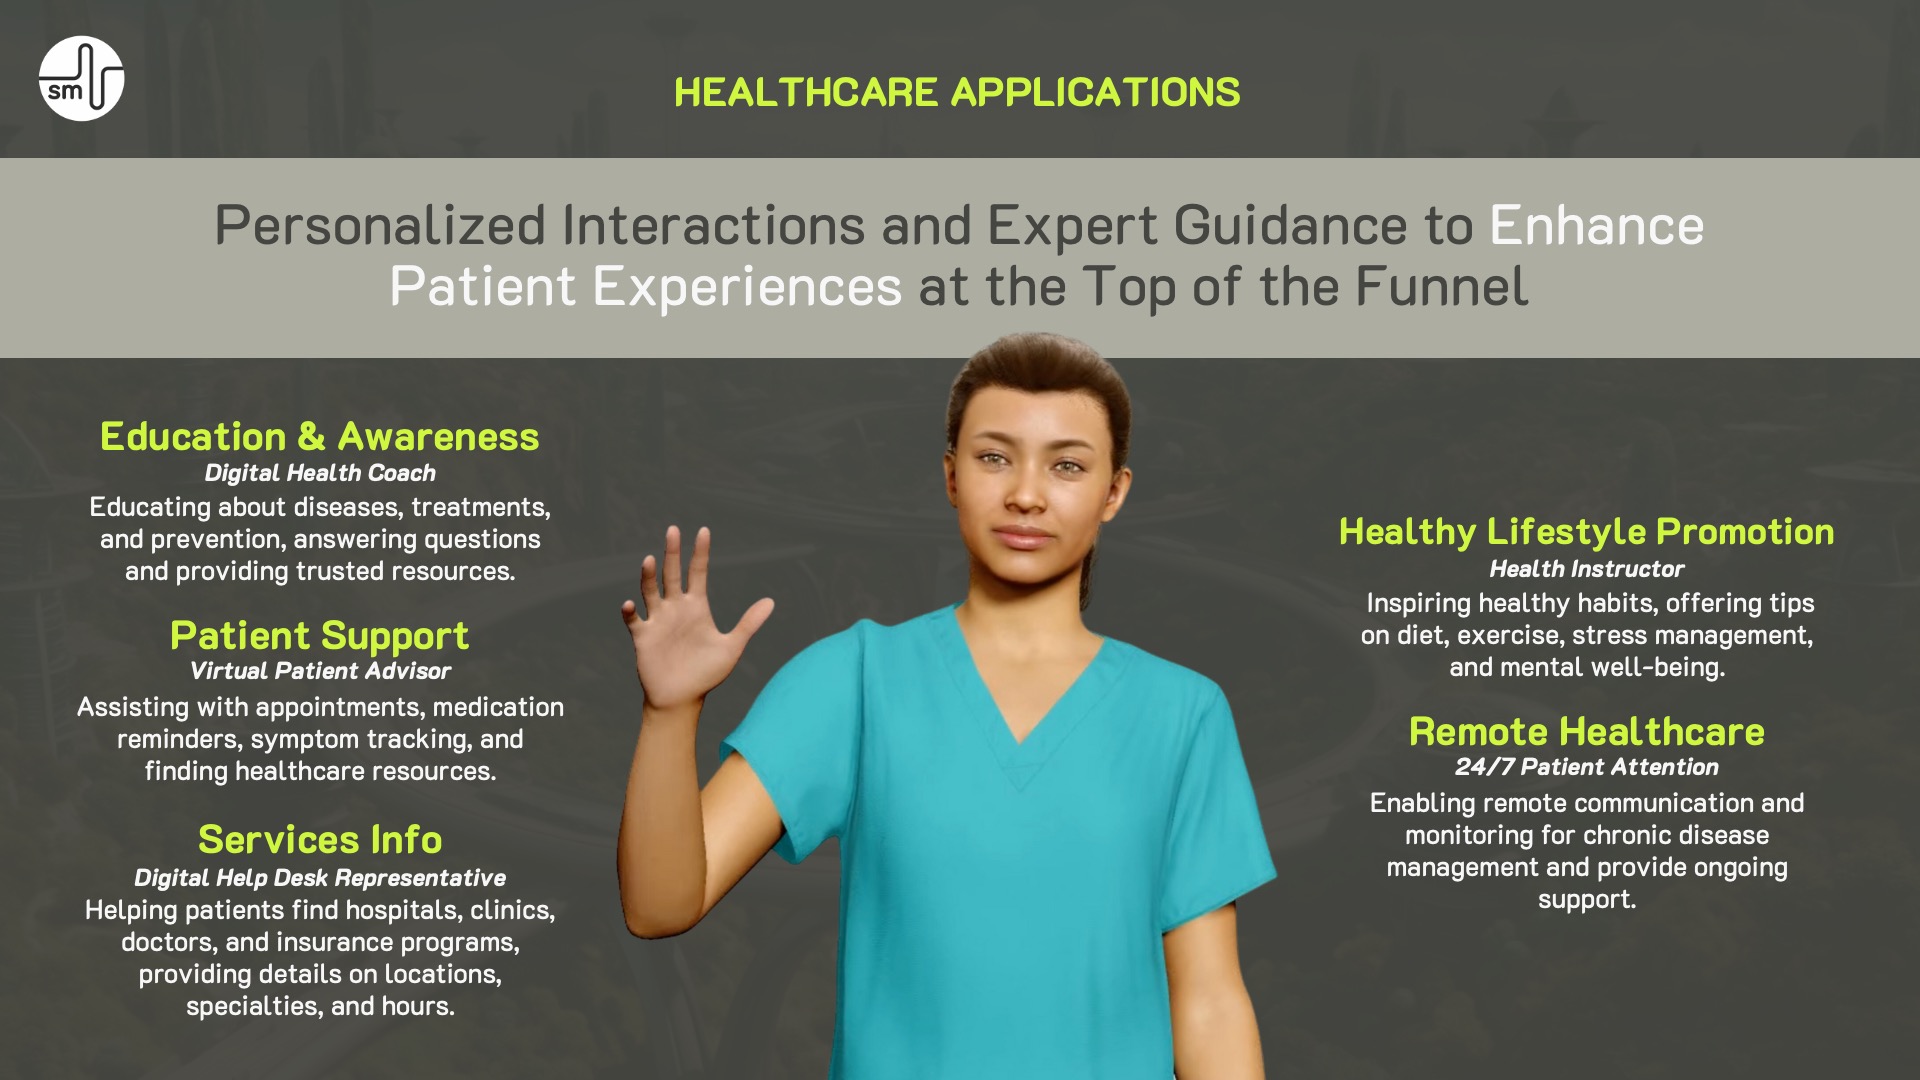 sm
HEALTHCARE APPLICATIONS
Personalized Interactions and Expert Guidance to Enhance
Patient Experiences at the Top of the Funnel
Education & Awareness
Digital Health Coach
Educating about diseases, treatments,
and prevention, answering questions
and providing trusted resources.
Patient Support
Virtual Patient Advisor
Assisting with appointments, medication
reminders, symptom tracking, and
finding healthcare resources.
Services Info
Digital Help Desk Representative
Helping patients find hospitals, clinics,
doctors, and insurance programs,
providing details on locations,
specialties, and hours.
Healthy Lifestyle Promotion
Health Instructor
Inspiring healthy habits, offering tips
on diet, exercise, stress management,
and mental well-being.
Remote Healthcare
24/7 Patient Attention
Enabling remote communication and
monitoring for chronic disease
management and provide ongoing
support.